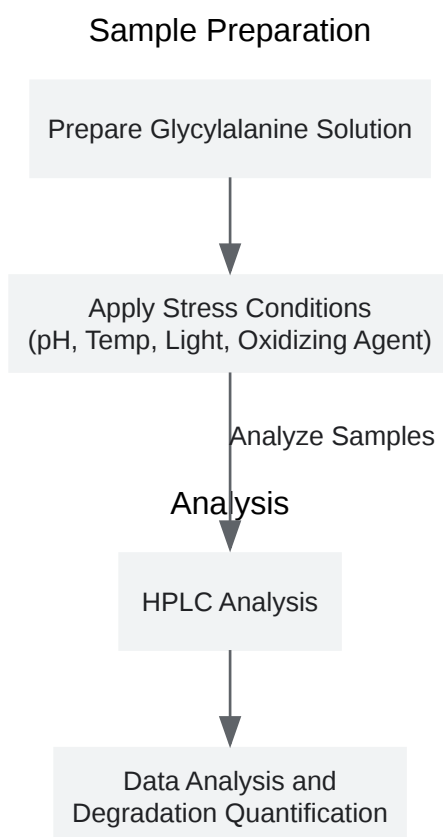 Sample Preparation
Prepare Glycylalanine Solution
Apply Stress Conditions
(pH, Temp, Light, Oxidizing Agent)
Analyze Samples
Analysis
HPLC Analysis
Data Analysis and
Degradation Quantification